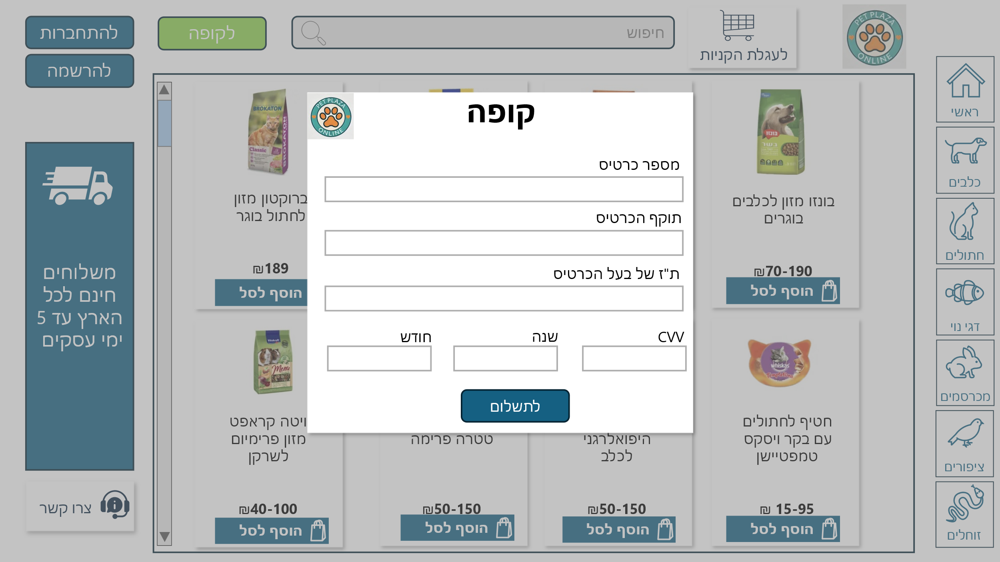 להתחברות
לקופה
חיפוש
לעגלת הקניות
PET PLAZA
ONLINE
להרשמה
ראשי
כלבים
חתולים
דגי נוי
מכרסמים
ציפורים
זוחלים
משלוחים
חינם לכל
הארץ עד 5
ימי עסקים
צרו קשר
PET PLAZA
ONLINE
קופה
מספר כרטיס
תוקף הכרטיס
ת"ז של בעל הכרטיס
CVV
שנה
חודש
לתשלום
בונזו
בשר
בונזו מזון לכלבים
בוגרים
₪70-190
הוסף לסל
BROKATON
Classic
BROKATON
ברוקטון מזון
לחתול בוגר
₪189
הוסף לסל
whiskas
Temptations
חטיף לחתולים
עם בקר ויסקס
טמפטיישן
₪ 15-95
הוסף לסל
היפואלרגני
לכלב
₪50-150
הוסף לסל
טטרה פרימה
₪50-150
הוסף לסל
Vitakraft
Menu
ויטה קראפט
מזון פרימיום
לשרקן
₪40-100
הוסף לסל